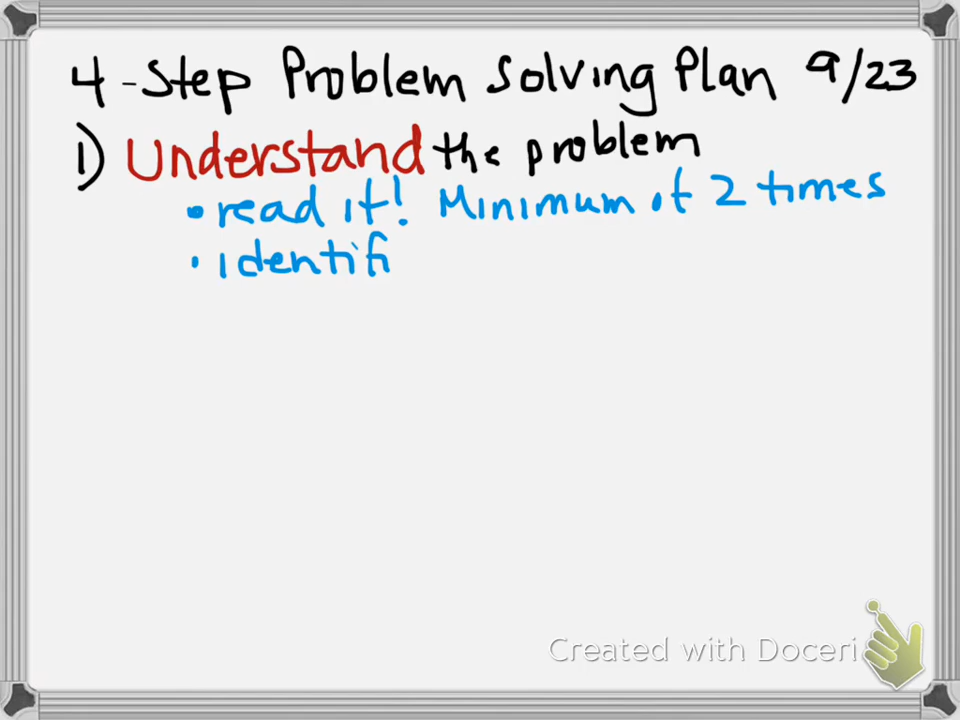 4-Step Problem Solving Plan 9/23
1) Understand the problem
• read it! Minimum of 2 times
• identifi
Created with Doceri